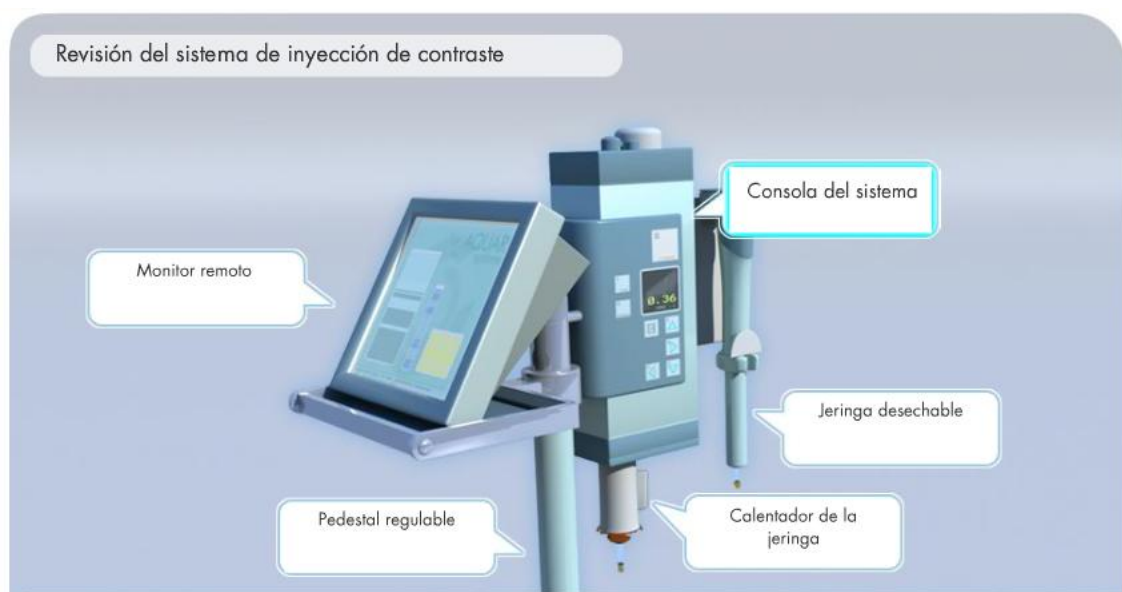 Revisión del sistema de inyección de contraste
Consola del sistema
Monitor remoto
0.36
Jeringa desechable
Pedestal regulable
Calentador de la
jeringa